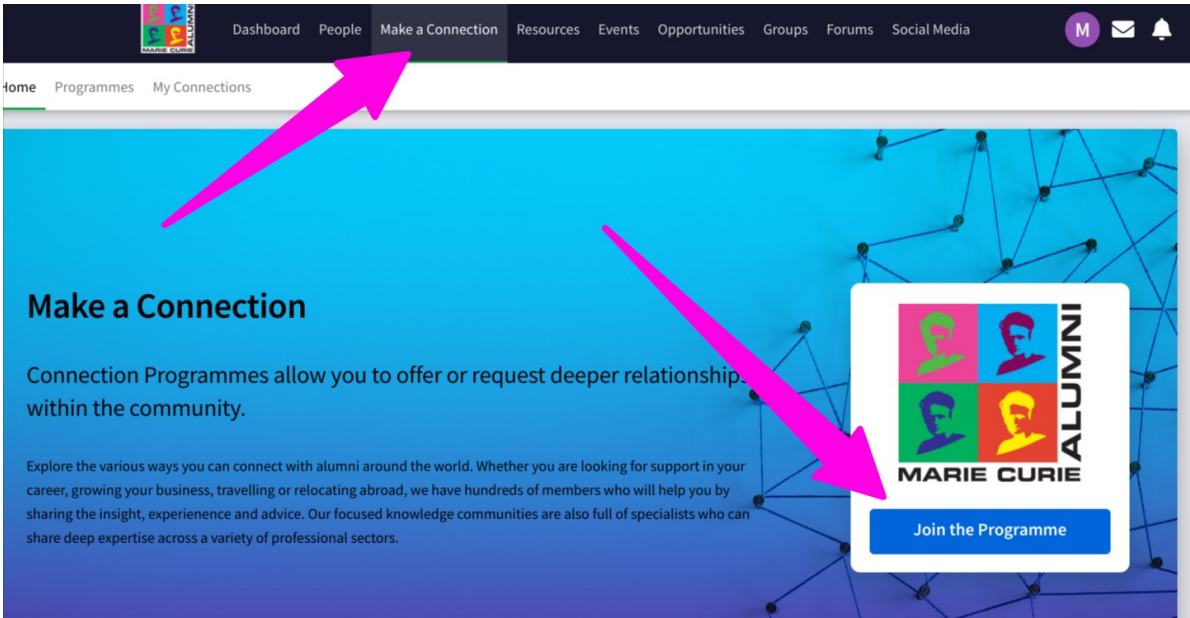 MARIE CURIE
ALUMNI
Dashboard People Make a Connection Resources Events Opportunities Groups Forums Social Media
M
Home Programmes My Connections
Make a Connection
Connection Programmes allow you to offer or request deeper relationships
within the community.
Explore the various ways you can connect with alumni around the world. Whether you are looking for support in your
career, growing your business, travelling or relocating abroad, we have hundreds of members who will help you by
sharing the insight, experienence and advice. Our focused knowledge communities are also full of specialists who can
share deep expertise across a variety of professional sectors.
ALUMNI
MARIE CURIE
Join the Programme